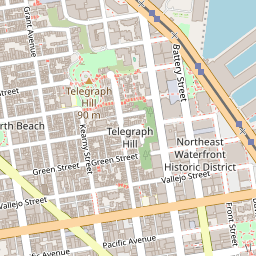 Grant Avenue
Battery Street
Telegraph
Hill
90 m
rth Beach
Kearny Street
Telegraph
Hill
Northeast
Waterfront
Historic District
Green Street
Green Street
Vallejo Street
Vallejo Street
Front Street
Pacific Avenue